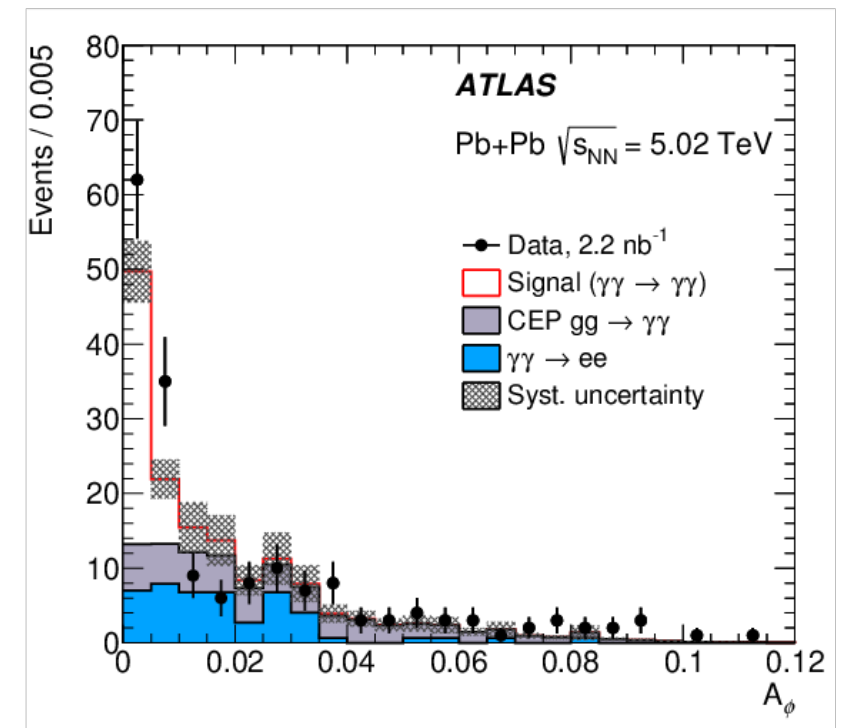 80
70
60
50
40
30
20
10
0
Events / 0.005
ATLAS
Pb+Pb √sNN = 5.02 TeV
Data, 2.2 nb⁻¹
Signal (γγ → γγ)
CEP gg → γγ
γγ → ee
Syst. uncertainty
0 0.02 0.04 0.06 0.08 0.1 0.12
Aϕ